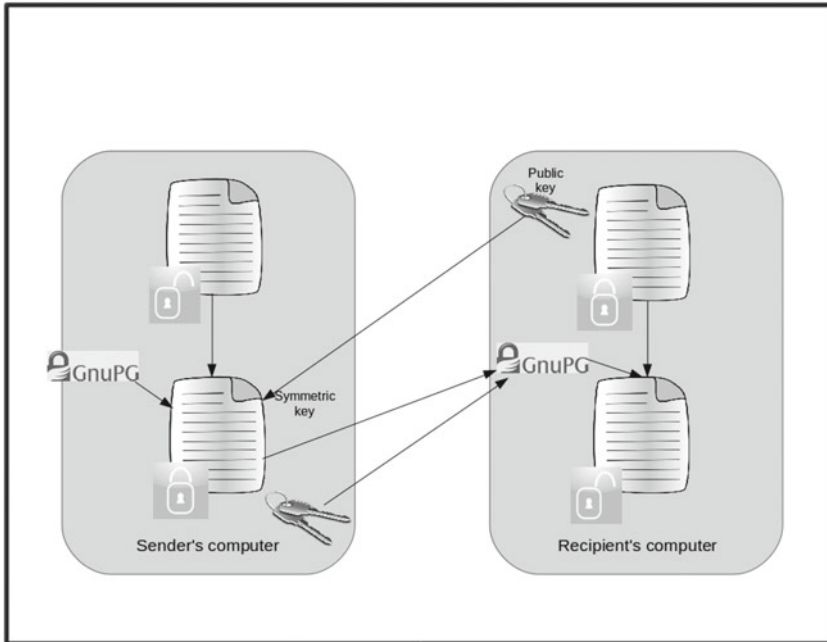 Public
key
GnuPG
Symmetric
key
GnuPG
Sender's computer
Recipient's computer